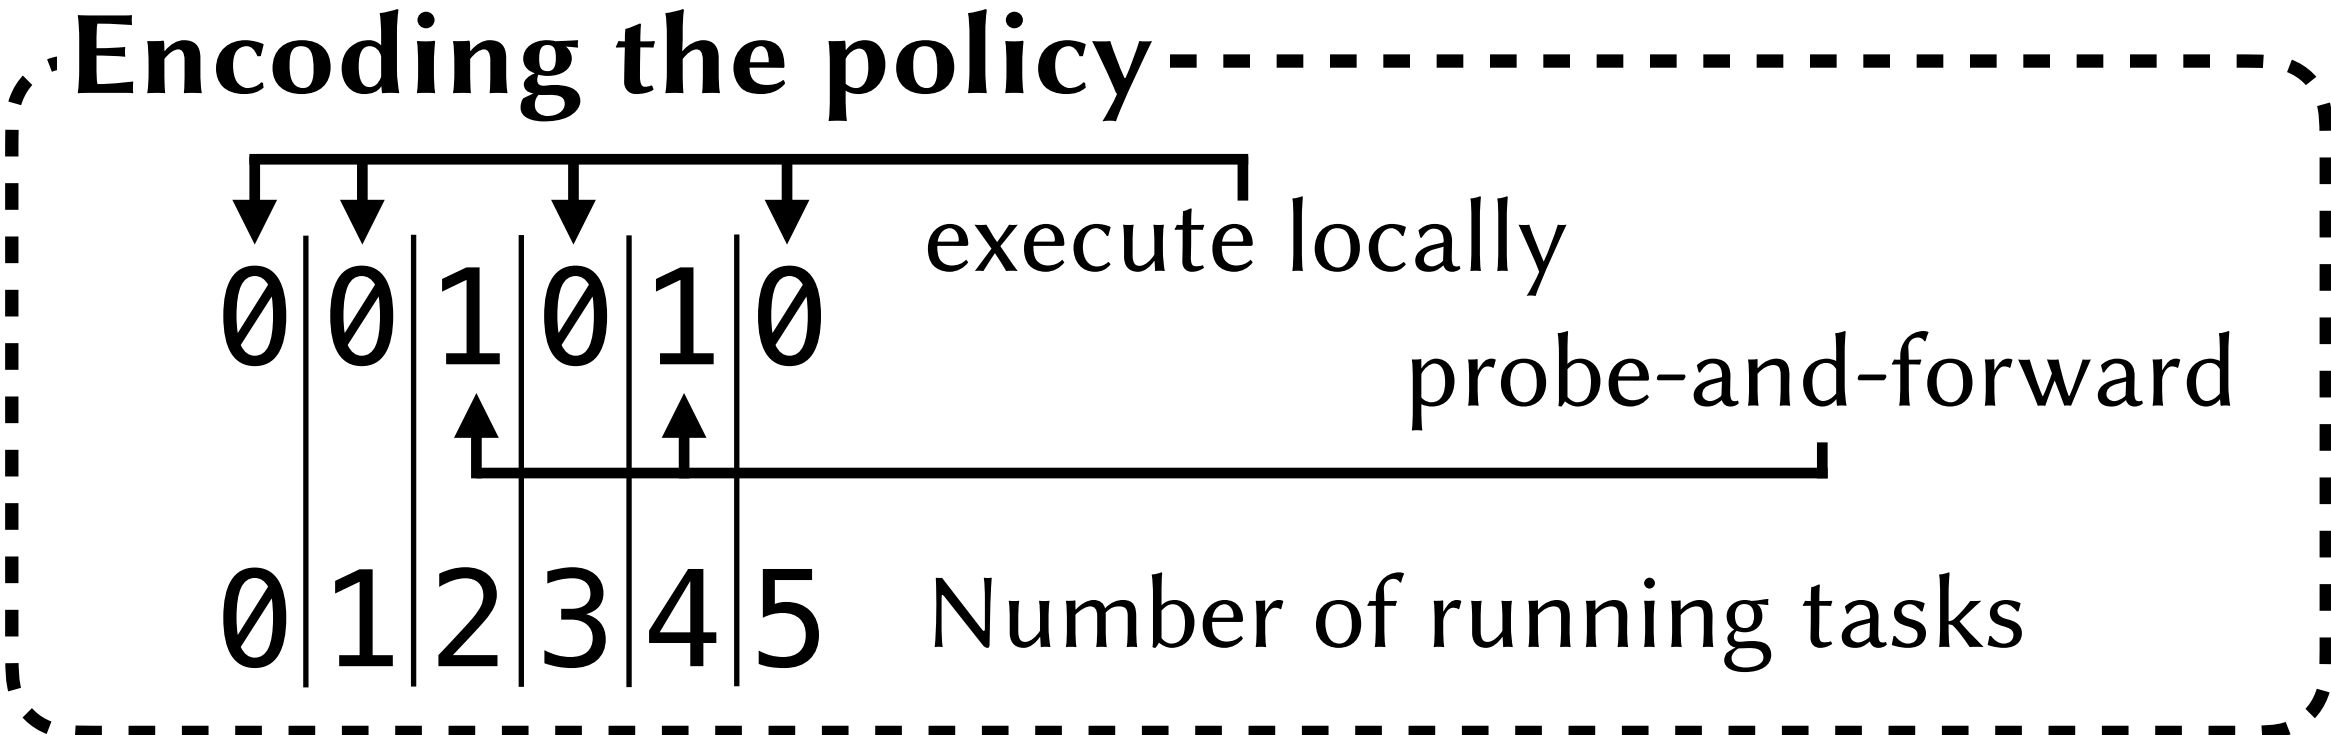 Encoding the policy
execute locally
0 0 1 0 1 0
probe-and-forward
0 1 2 3 4 5 Number of running tasks